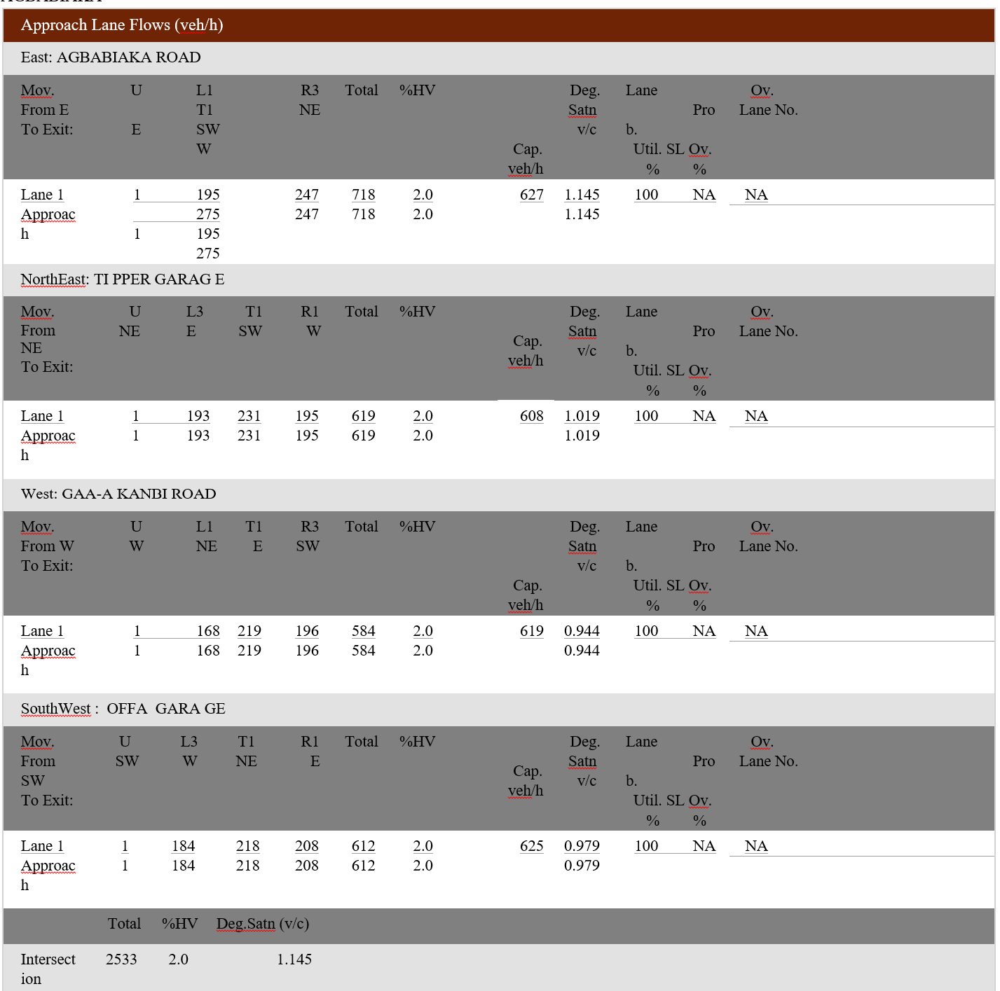 Approach Lane Flows (veh/h)
East: AGBABIAKA ROAD
Mov. U L1 R3 Total %HV Deg. Lane Ov.
From E T1 NE Satn Pro Lane No.
To Exit: E SW v/c b.
W Cap. Util. SL Ov.
veh/h % %
Lane 1 1 195 247 718 2.0 627 1.145 100 NA NA
Approac 275 247 718 2.0 1.145
h 1 195
275
NorthEast: TI PPER GARAG E
Mov. U L3 T1 R1 Total %HV Deg. Lane Ov.
From NE E SW W Satn Pro Lane No.
NE Cap. v/c b.
To Exit: veh/h Util. SL Ov.
% %
Lane 1 1 193 231 195 619 2.0 608 1.019 100 NA NA
Approac 1 193 231 195 619 2.0 1.019
h
West: GAA-A KANBI ROAD
Mov. U L1 T1 R3 Total %HV Deg. Lane Ov.
From W W NE E SW Satn Pro Lane No.
To Exit: v/c b.
Cap. Util. SL Ov.
veh/h % %
Lane 1 1 168 219 196 584 2.0 619 0.944 100 NA NA
Approac 1 168 219 196 584 2.0 0.944
h
SouthWest : OFFA GARA GE
Mov. U L3 T1 R1 Total %HV Deg. Lane Ov.
From SW W NE E Satn Pro Lane No.
SW Cap. v/c b.
To Exit: veh/h Util. SL Ov.
% %
Lane 1 1 184 218 208 612 2.0 625 0.979 100 NA NA
Approac 1 184 218 208 612 2.0 0.979
h
Total %HV Deg.Satn (v/c)
Intersect 2533 2.0 1.145
ion